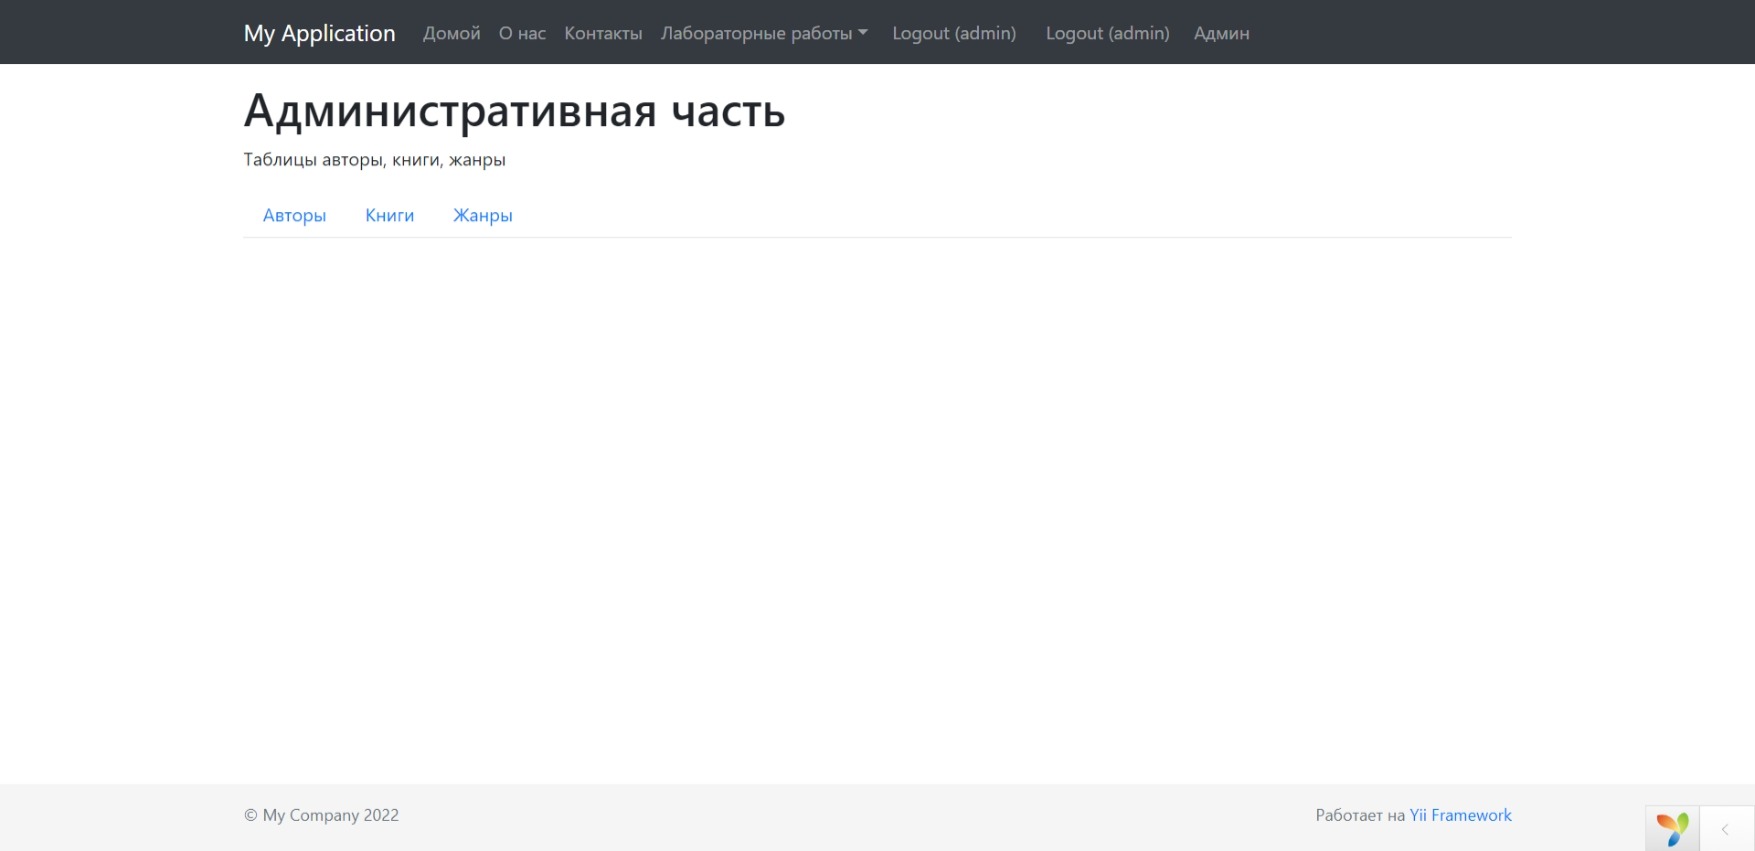 My Application Домой О нас Контакты Лабораторные работы Logout (admin) Logout (admin) Админ
Административная часть
Таблицы авторы, книги, жанры
Авторы Книги Жанры
© My Company 2022 Работает на Yii Framework